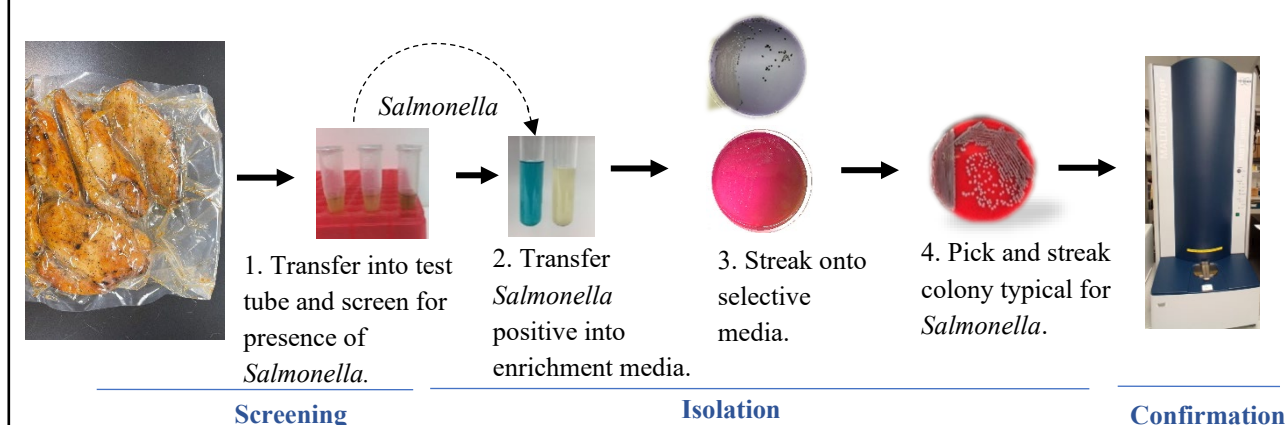 Salmonella
1. Transfer into test
tube and screen for
presence of
Salmonella.
2. Transfer
Salmonella
positive into
enrichment media.
3. Streak onto
selective
media.
4. Pick and streak
colony typical for
Salmonella.
Screening
Isolation
Confirmation